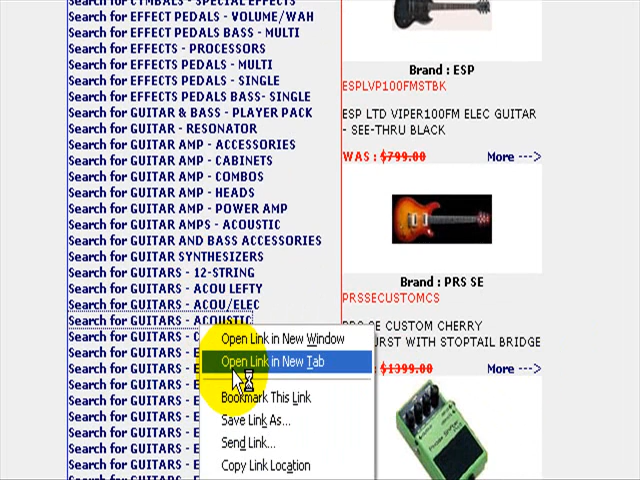 Search for CYMBALS - SPECIAL EFFECTS
Search for EFFECT PEDALS - VOLUME/WAH
Search for EFFECT PEDALS BASS - MULTI
Search for EFFECTS - PROCESSORS
Search for EFFECTS PEDALS - MULTI
Search for EFFECTS PEDALS - SINGLE
Search for EFFECTS PEDALS BASS- SINGLE
Search for GUITAR & BASS - PLAYER PACK
Search for GUITAR - RESONATOR
Search for GUITAR AMP - ACCESSORIES
Search for GUITAR AMP - CABINETS
Search for GUITAR AMP - COMBOS
Search for GUITAR AMP - HEADS
Search for GUITAR AMP - POWER AMP
Search for GUITAR AMPS - ACOUSTIC
Search for GUITAR AND BASS ACCESSORIES
Search for GUITAR SYNTHESIZERS
Search for GUITARS - 12-STRING
Search for GUITARS - ACOU LEFTY
Search for GUITARS - ACOU/ELEC
Search for GUITARS - ACOUSTIC
Search for GUITARS - C
Search for GUITARS - E
Search for GUITARS - E
Search for GUITARS - E
Search for GUITARS - E
Search for GUITARS - E
Search for GUITARS - E
Search for GUITARS - E
Search for GUITARS - E
Open Link in New Window
Open Link in New Tab
Bookmark This Link
Save Link As...
Send Link...
Copy Link Location
Brand : ESP
ESPLVP100FMSTBK
ESP LTD VIPER100FM ELEC GUITAR
- SEE-THRU BLACK
WAS : $799.00 More --->
Brand : PRS SE
PRSSECUSTOMCS
PRS SE CUSTOM CHERRY
BURST WITH STOPTAIL BRIDGE
$1399.00 More --->